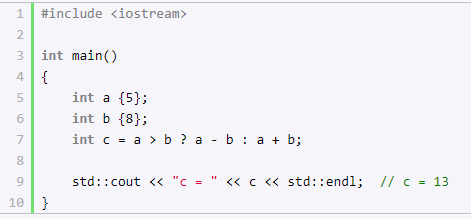 1 #include <iostream>
2
3 int main()
4 {
5     int a {5};
6     int b {8};
7     int c = a > b ? a - b : a + b;
8
9     std::cout << "c = " << c << std::endl;  // c = 13
10 }